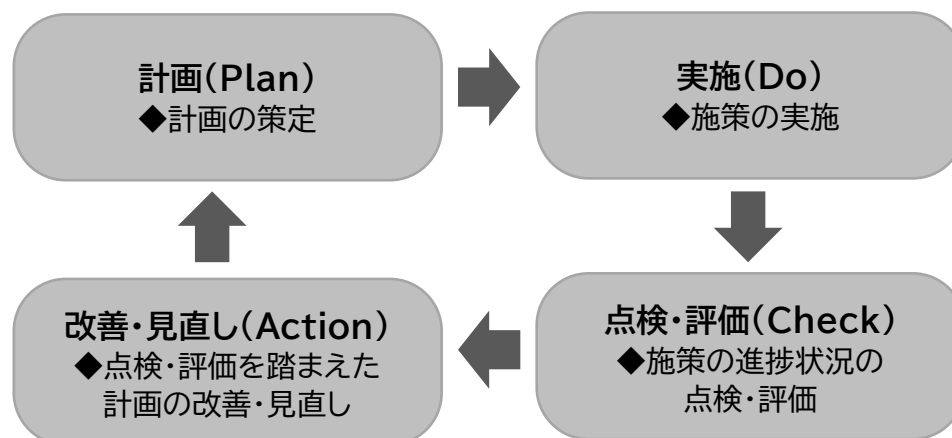 計画(Plan)
◆計画の策定
実施(Do)
◆施策の実施
点検・評価(Check)
◆施策の進捗状況の
点検・評価
改善・見直し(Action)
◆点検・評価を踏まえた
計画の改善・見直し